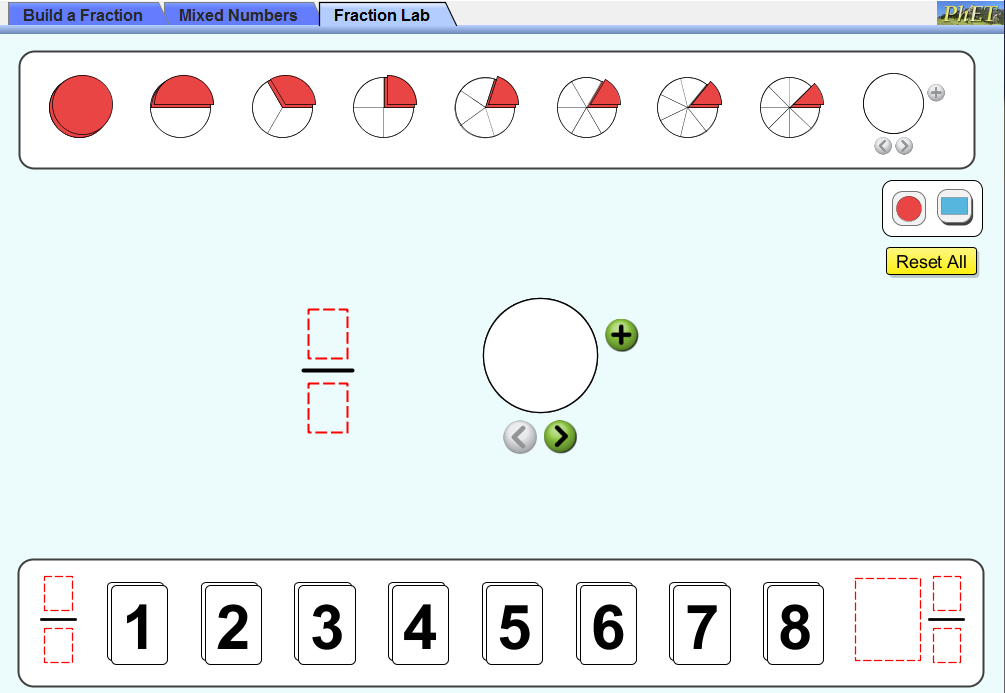 Build a Fraction Mixed Numbers Fraction Lab PhET
Reset All
1 2 3 4 5 6 7 8